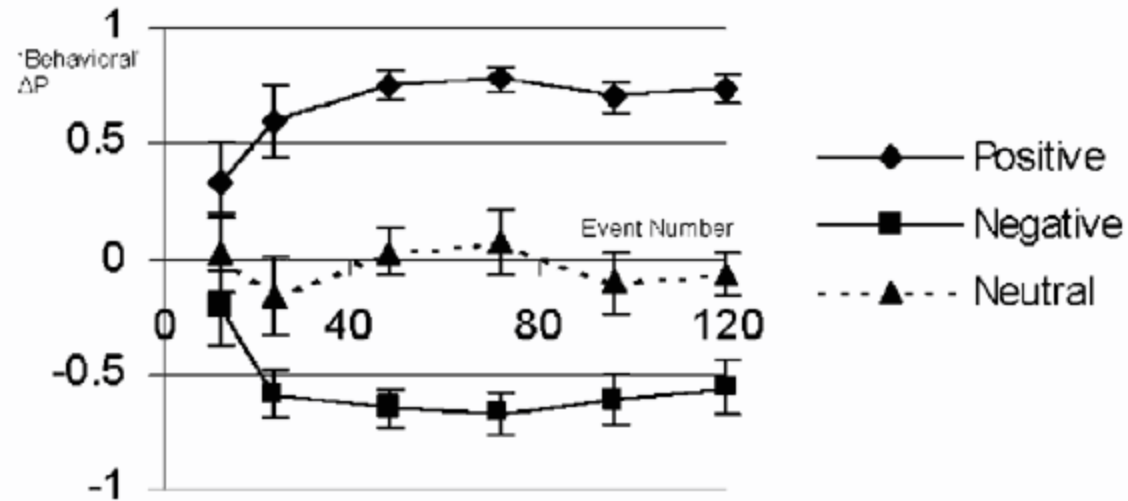 1
'Behavioral'
ΔP
0.5
Event Number
0
0 40 80 120
-0.5
-1
Positive
Negative
Neutral